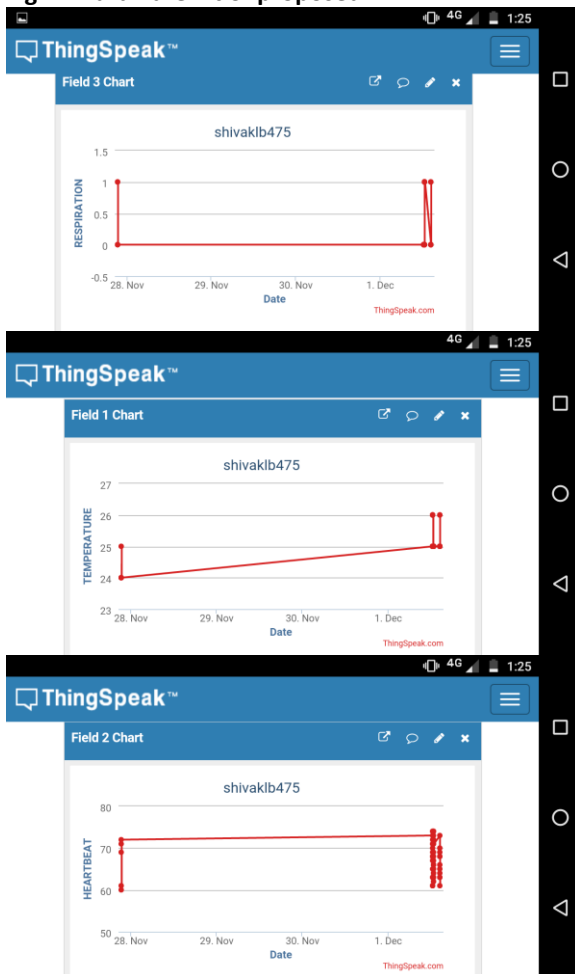 4G 1:25
ThingSpeak™
Field 3 Chart
shivaklb475
1.5
1
0.5
0
-0.5
RESPIRATION
28. Nov 29. Nov 30. Nov 1. Dec
Date
ThingSpeak.com
4G 1:25
ThingSpeak™
Field 1 Chart
shivaklb475
27
26
25
24
23
TEMPERATURE
28. Nov 29. Nov 30. Nov 1. Dec
Date
ThingSpeak.com
4G 1:25
ThingSpeak™
Field 2 Chart
shivaklb475
80
70
60
50
HEARTBEAT
28. Nov 29. Nov 30. Nov 1. Dec
Date
ThingSpeak.com